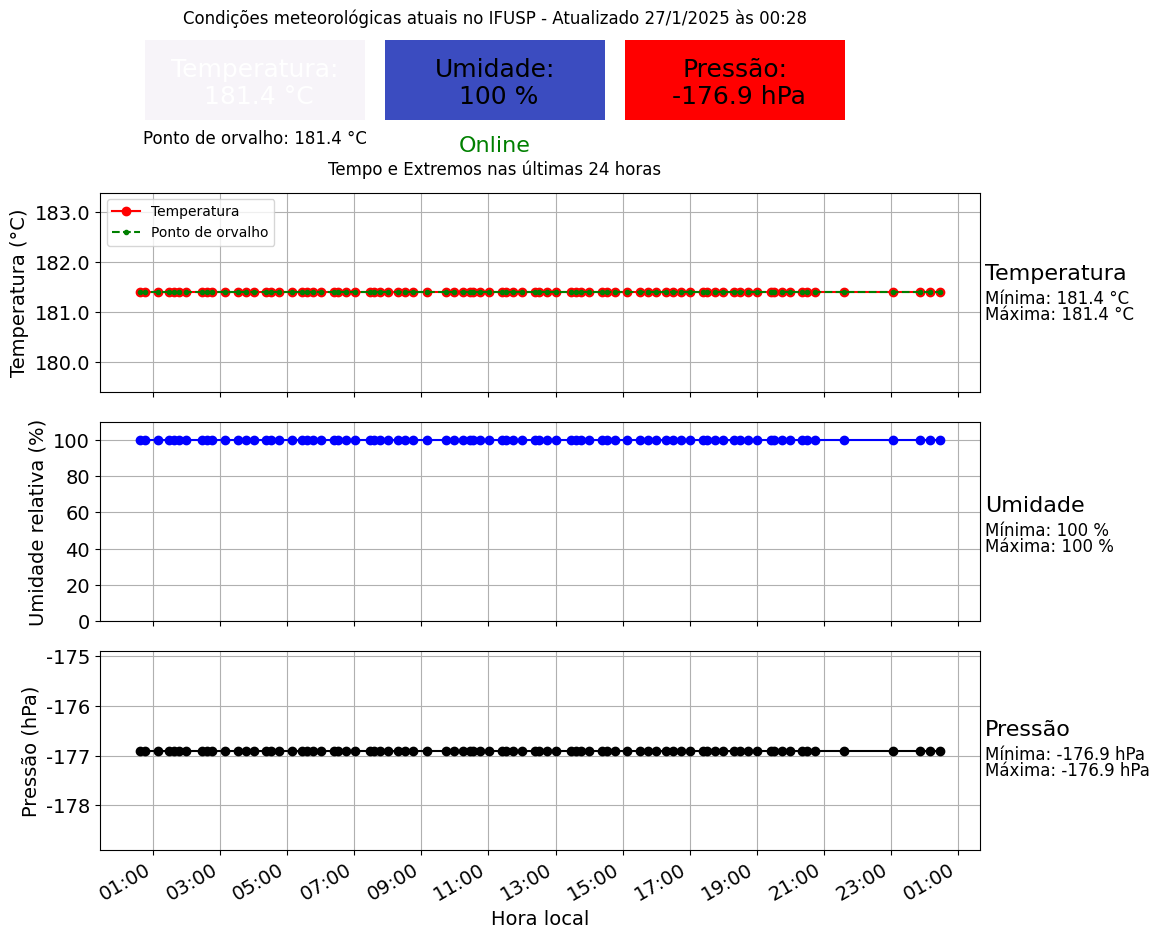 Condições meteorológicas atuais no IFUSP - Atualizado 27/1/2025 às 00:28
Temperatura:
181.4 °C
Umidade:
100 %
Pressão:
-176.9 hPa
Ponto de orvalho: 181.4 °C
Online
Tempo e Extremos nas últimas 24 horas
Temperatura (°C)
183.0
182.0
181.0
180.0
Temperatura
Ponto de orvalho
Temperatura
Mínima: 181.4 °C
Máxima: 181.4 °C
Umidade relativa (%)
100
80
60
40
20
0
Umidade
Mínima: 100 %
Máxima: 100 %
Pressão (hPa)
-175
-176
-177
-178
Pressão
Mínima: -176.9 hPa
Máxima: -176.9 hPa
01:00 03:00 05:00 07:00 09:00 11:00 13:00 15:00 17:00 19:00 21:00 23:00 01:00
Hora local